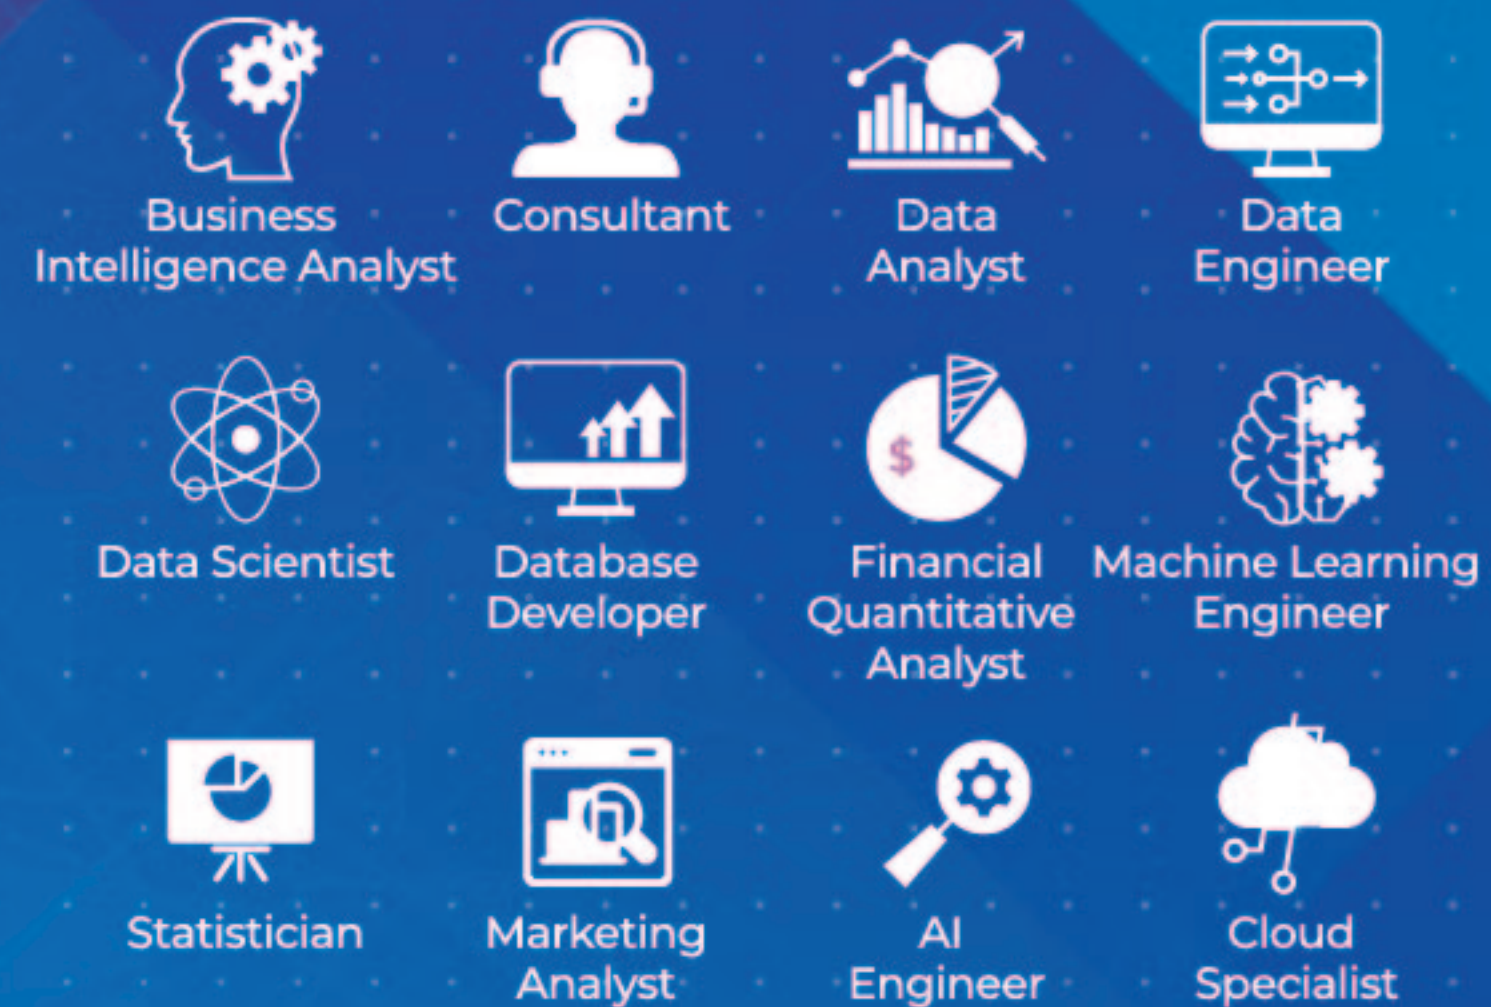 Business
Intelligence Analyst
Consultant
Data
Analyst
Data
Engineer
Data Scientist
Database
Developer
$
Financial
Quantitative
Analyst
Machine Learning
Engineer
Statistician
Marketing
Analyst
AI
Engineer
Cloud
Specialist